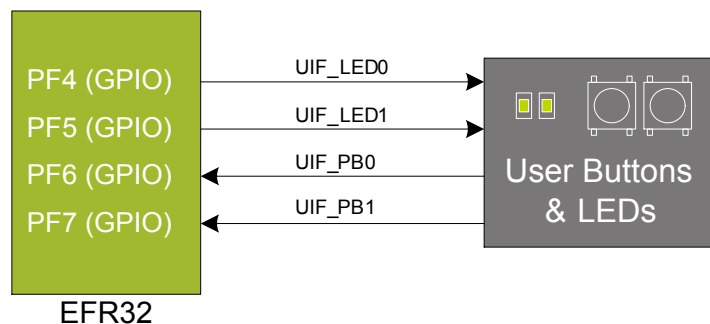 PF4 (GPIO)
PF5 (GPIO)
PF6 (GPIO)
PF7 (GPIO)
EFR32
UIF_LED0
UIF_LED1
UIF_PB0
UIF_PB1
User Buttons
& LEDs